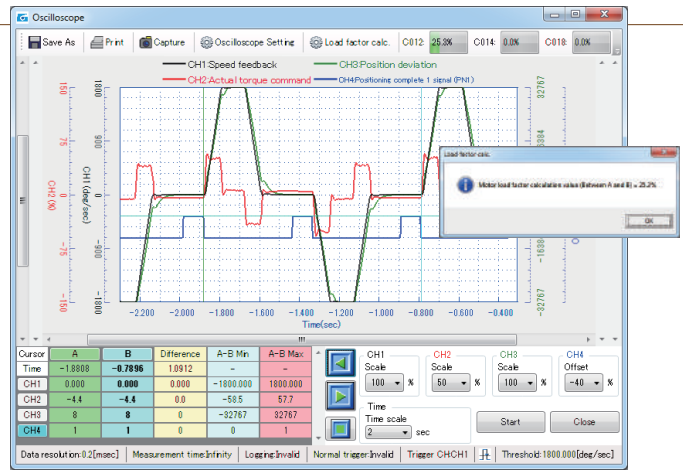 Oscilloscope
Save As Print Capture Oscilloscope Setting Load factor calc. C012: 25.3% C014: 0.0% C018: 0.0%
CH1:Speed feedback CH3:Position deviation
CH2:Actual torque command CH4:Positioning complete 1 signal (PN1)
150 75 0 -75 -150
CH2(%)
1800 900 0 -900 -1800
CH1(deg/sec)
32767 16384 -16384 -32767
-2.200 -2.000 -1.800 -1.600 -1.400 -1.200 -1.000 -0.800 -0.600 -0.400
Time(sec)
Load factor calc.
Motor load factor calculation value (Between A and B) = 25.2%
OK
Cursor A B Difference A-B Min A-B Max
Time -1.8808 -0.7896 1.0912 - -
CH1 0.000 0.000 0.000 -1800.000 1800.000
CH2 -4.4 -4.4 0.0 -58.5 57.7
CH3 8 8 0 -32767 32767
CH4 1 1 0 0 1
CH1 CH2 CH3 CH4
Scale Scale Scale Offset
100 % 50 % 100 % -40 %
Time
Time scale
2 sec
Start Close
Data resolution:0.2[msec] Measurement time:Infinity Logging:Invalid Normal trigger:Invalid Trigger CH:CH1 Threshold:1800.000[deg/sec]